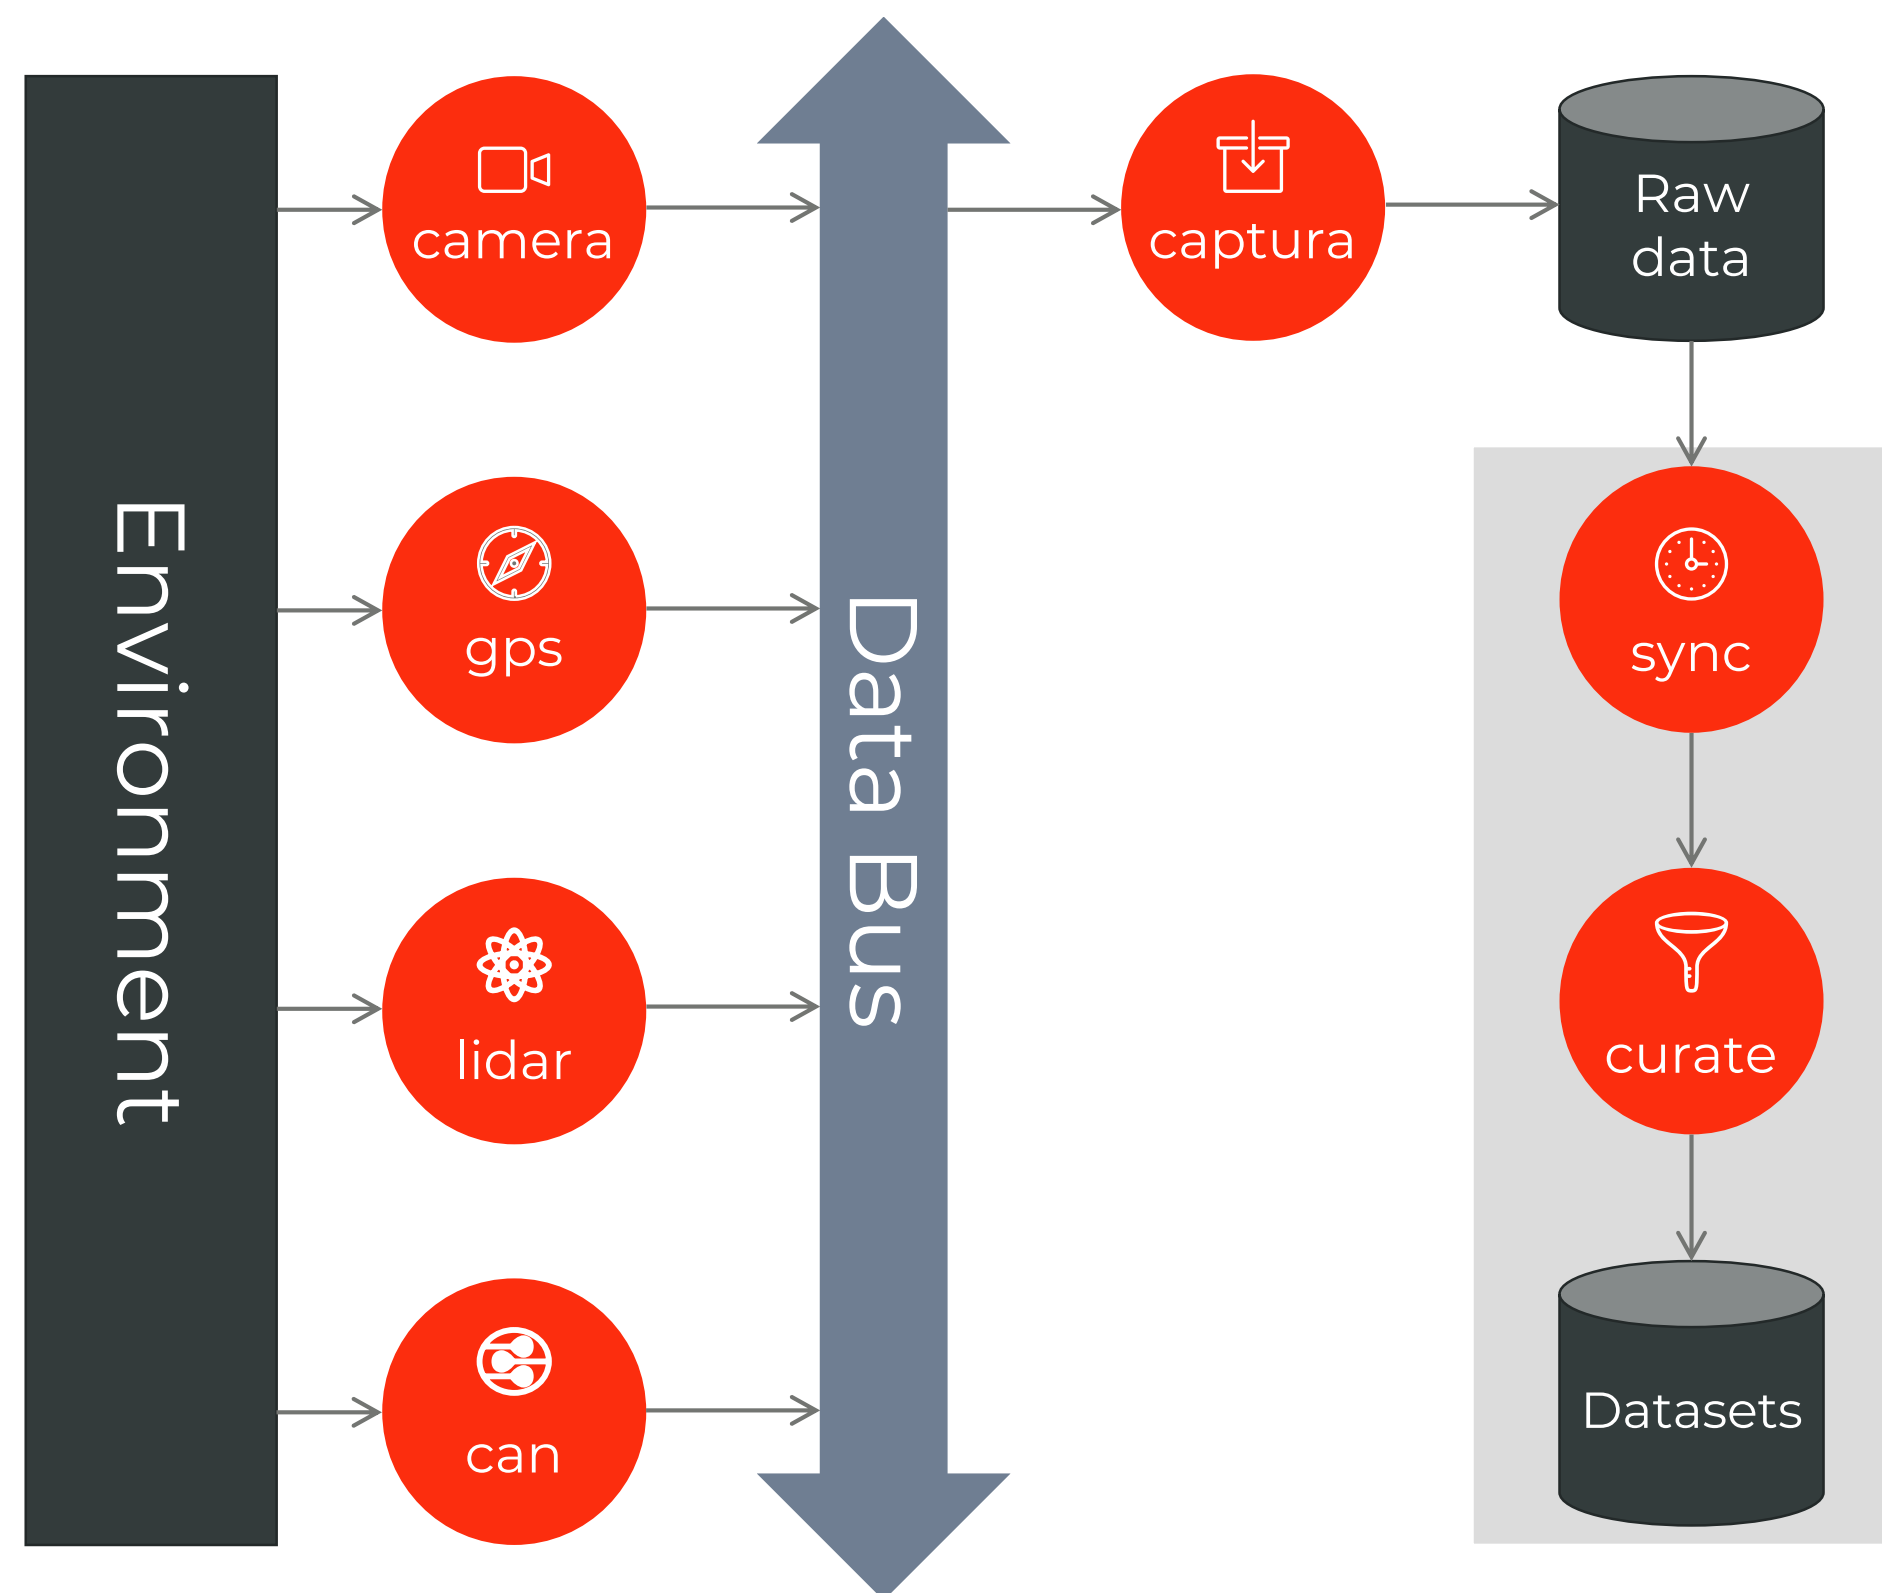 Environment
camera
gps
lidar
can
Data Bus
captura
Raw
data
sync
curate
Datasets